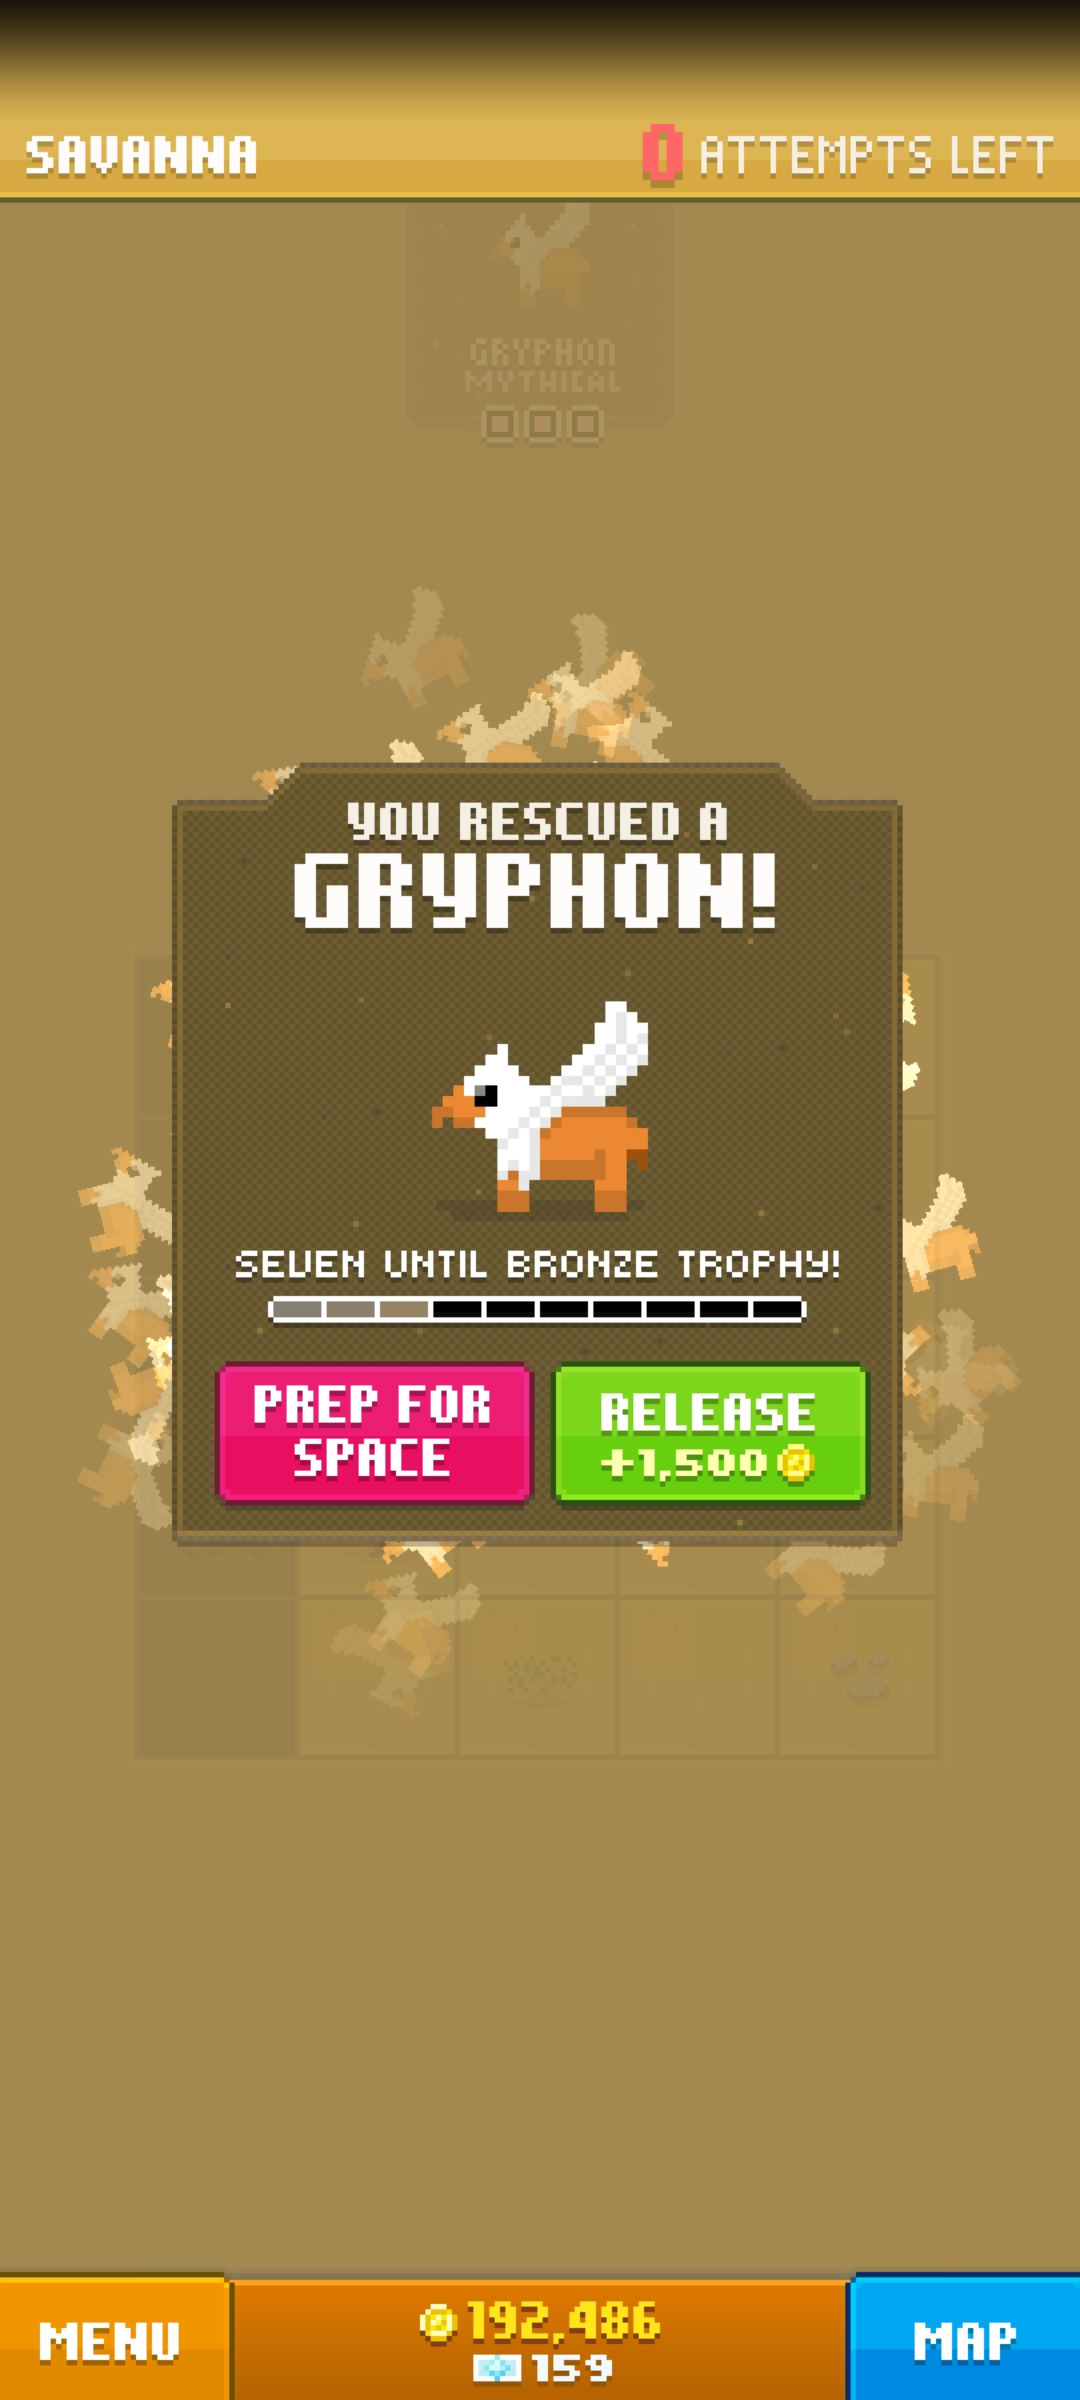 SAVANNA
0 ATTEMPTS LEFT
GRYPHON
MYTHICAL
YOU RESCUED A
GRYPHON!
SEVEN UNTIL BRONZE TROPHY!
PREP FOR
SPACE
RELEASE
+1,500
MENU
192,486
159
MAP